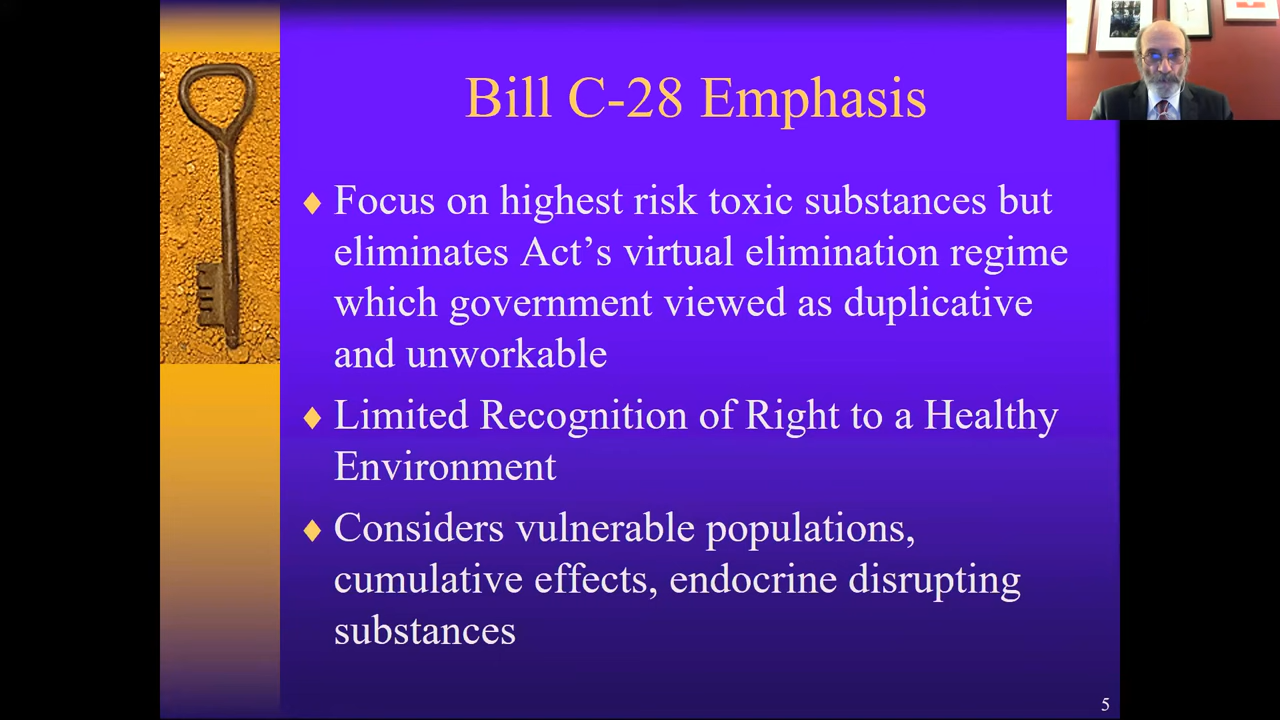 Bill C-28 Emphasis
Focus on highest risk toxic substances but
eliminates Act’s virtual elimination regime
which government viewed as duplicative
and unworkable
Limited Recognition of Right to a Healthy
Environment
Considers vulnerable populations,
cumulative effects, endocrine disrupting
substances
5